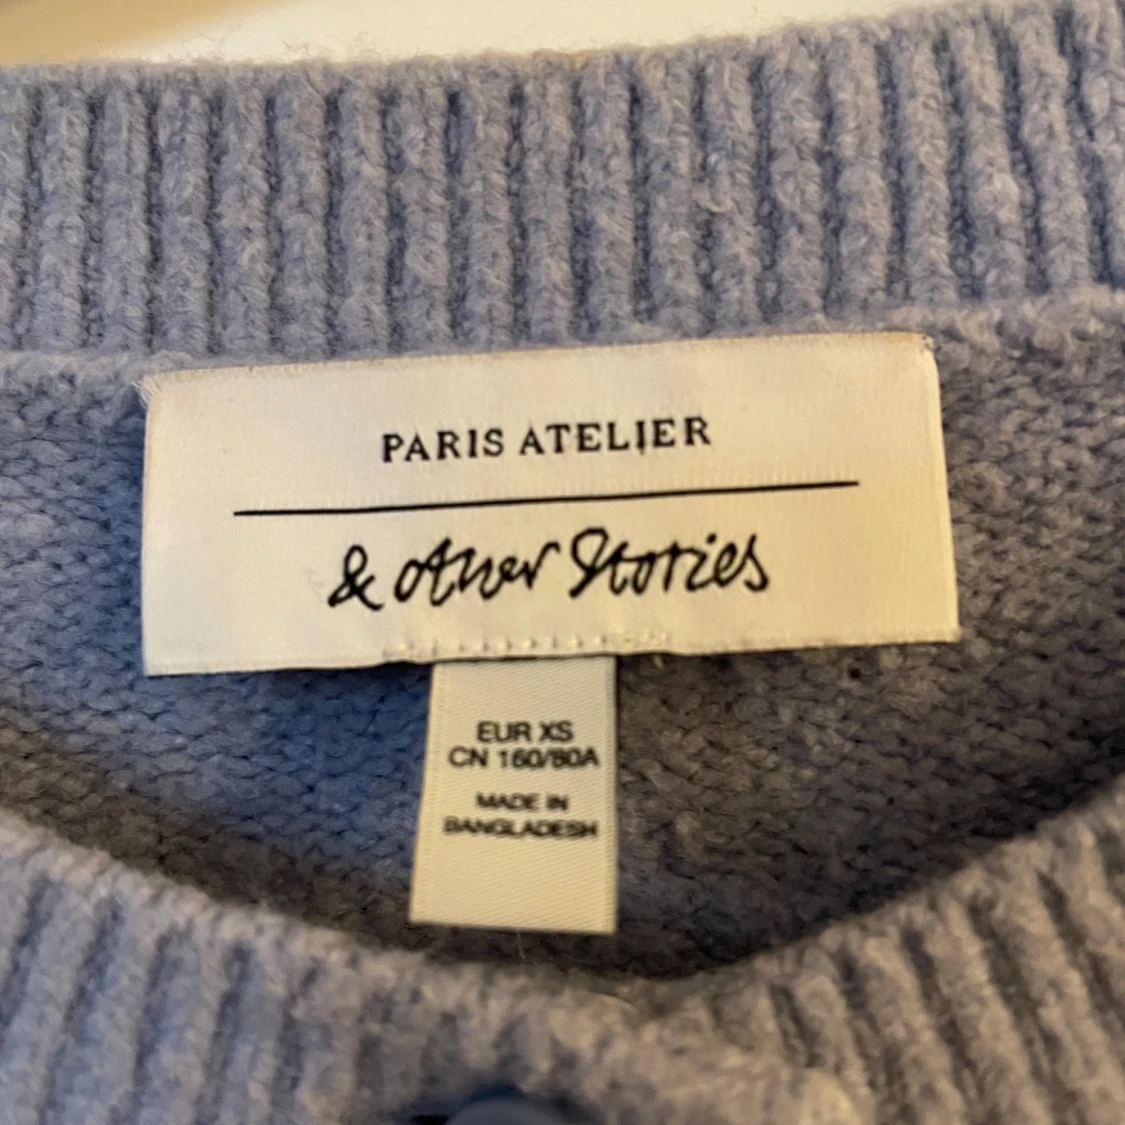 PARIS ATELIER
& other Stories
EUR XS
CN 160/80A
MADE IN
BANGLADESH